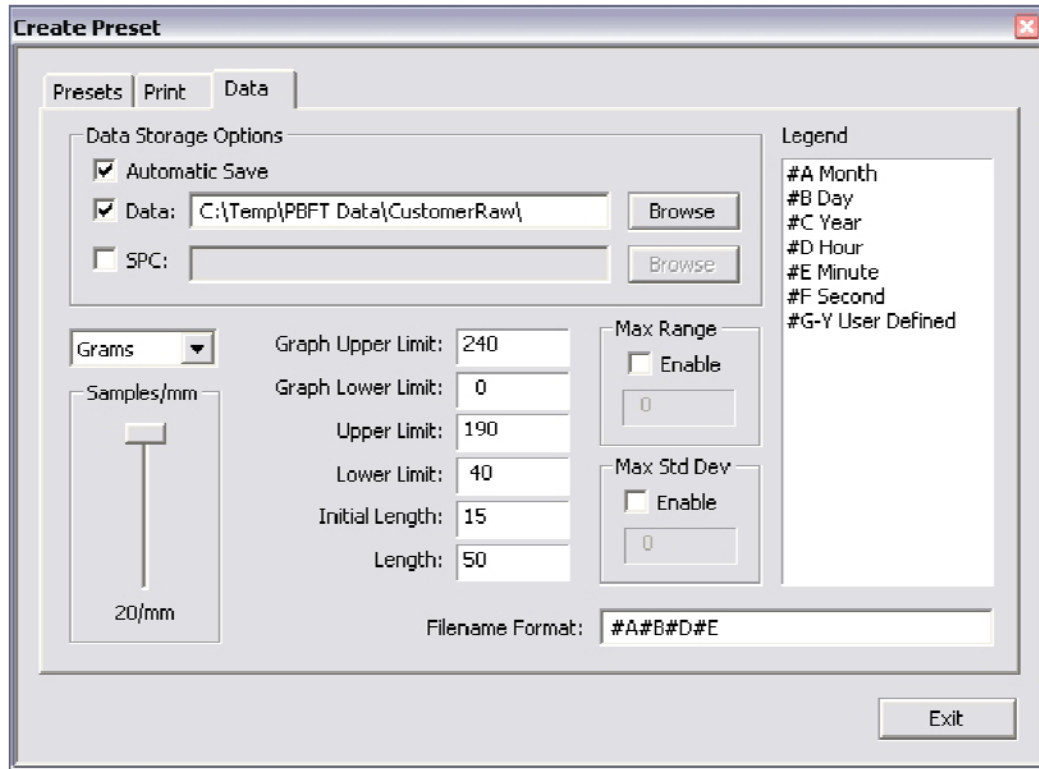 Create Preset
Presets Print Data
Data Storage Options
Automatic Save
Data: C:\Temp\PBFT Data\CustomerRaw\ Browse
SPC: Browse
Legend
#A Month
#B Day
#C Year
#D Hour
#E Minute
#F Second
#G-Y User Defined
Grams
Samples/mm
20/mm
Graph Upper Limit: 240
Graph Lower Limit: 0
Upper Limit: 190
Lower Limit: 40
Initial Length: 15
Length: 50
Max Range
Enable
0
Max Std Dev
Enable
0
Filename Format: #A#B#D#E
Exit